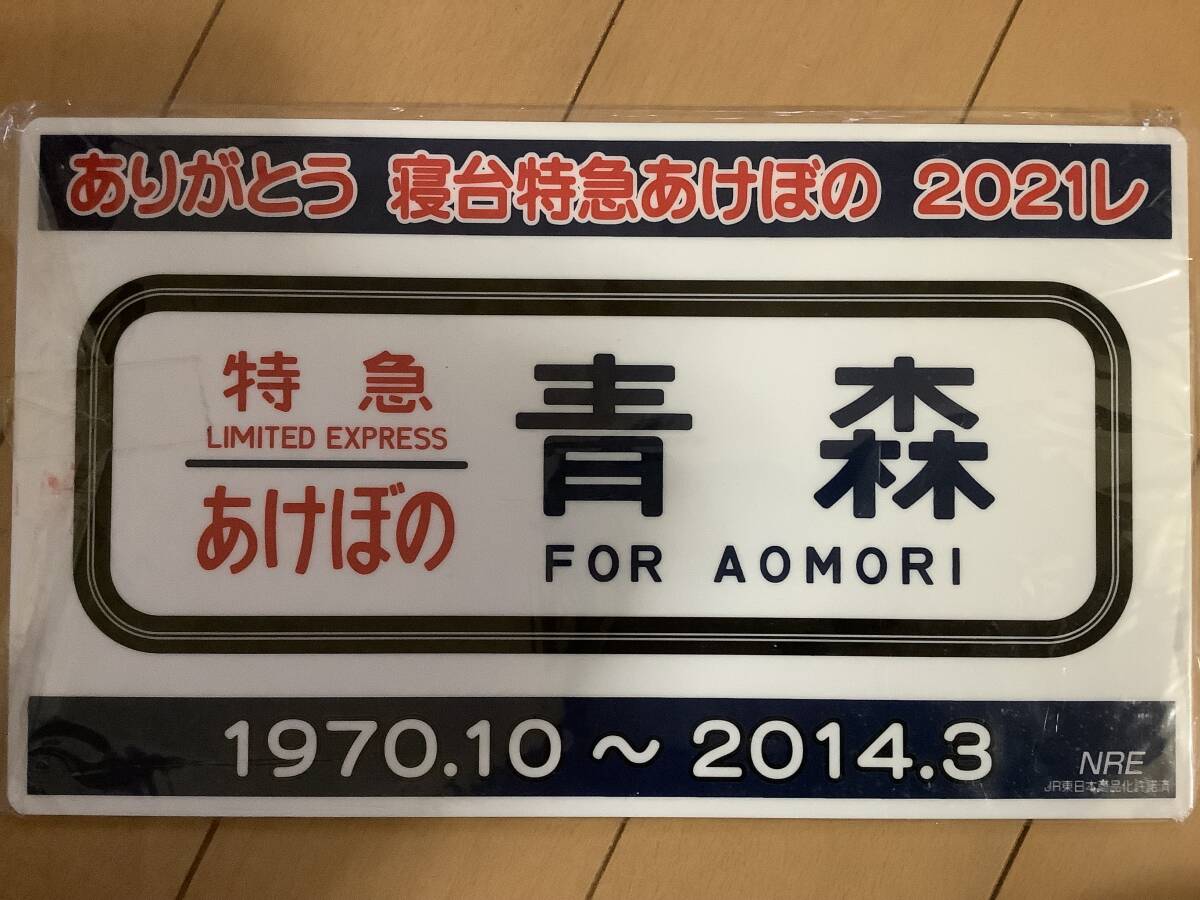 ありがとう 寝台特急あけぼの 2021レ
特急
LIMITED EXPRESS
あけぼの
青森
FOR AOMORI
1970.10～2014.3
NRE
JR東日本商品化許諾済